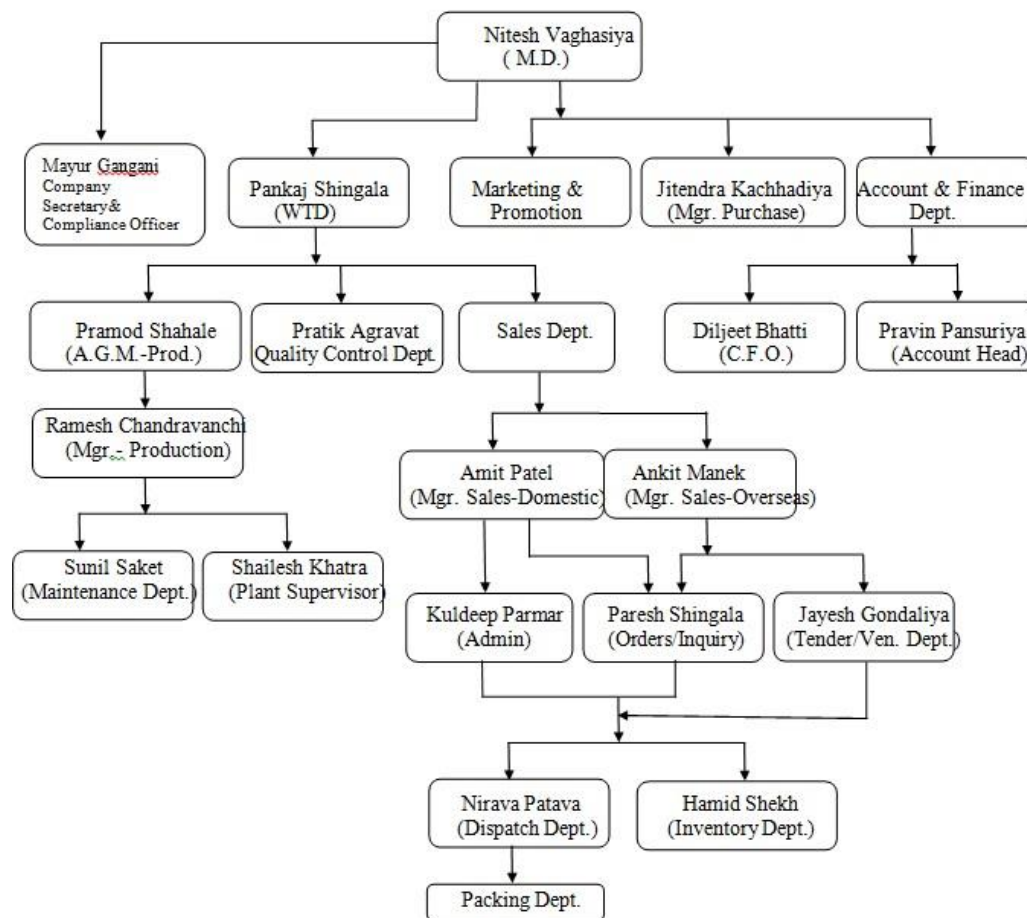 Nitesh Vaghasiya
( M.D.)
Mayur Gangani
Company
Secretary&
Compliance Officer
Pankaj Shingala
(WTD)
Marketing &
Promotion
Jitendra Kachhadiya
(Mgr. Purchase)
Account & Finance
Dept.
Pramod Shahale
(A.G.M.-Prod.)
Pratik Agravat
Quality Control Dept.
Sales Dept.
Diljeet Bhatti
(C.F.O.)
Pravin Pansuriya
(Account Head)
Ramesh Chandravanchi
(Mgr.- Production)
Amit Patel
(Mgr. Sales-Domestic)
Ankit Manek
(Mgr. Sales-Overseas)
Sunil Saket
(Maintenance Dept.)
Shailesh Khatra
(Plant Supervisor)
Kuldeep Parmar
(Admin)
Paresh Shingala
(Orders/Inquiry)
Jayesh Gondaliya
(Tender/Ven. Dept.)
Nirava Patava
(Dispatch Dept.)
Hamid Shekh
(Inventory Dept.)
Packing Dept.